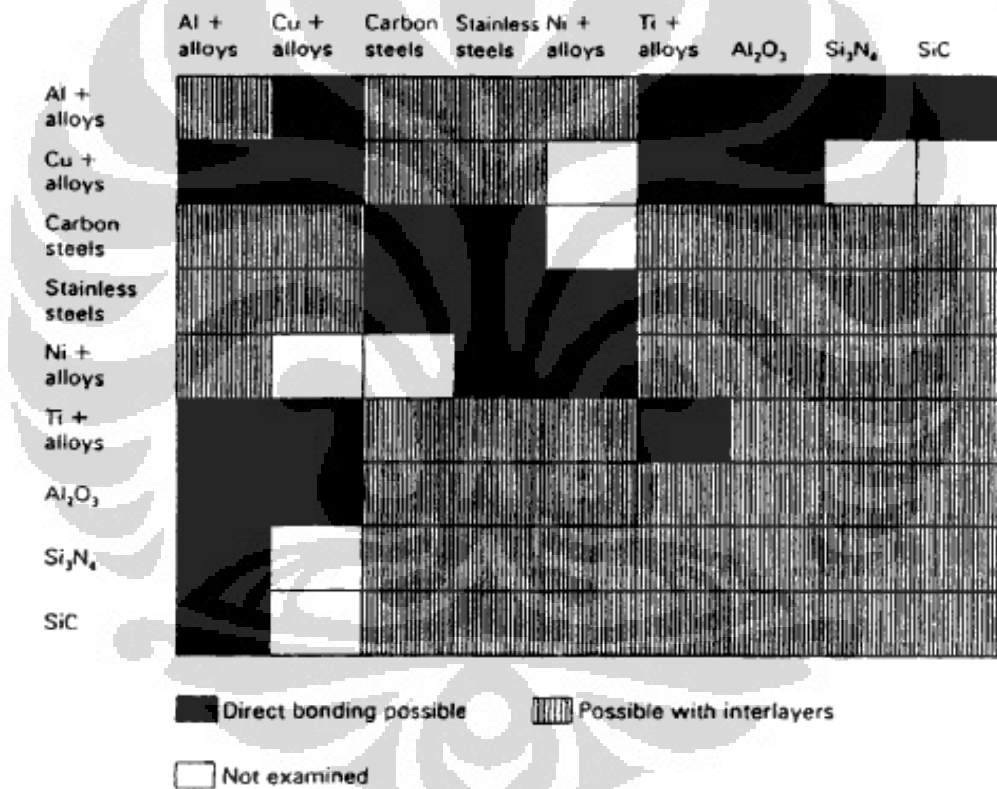 Al + alloys
Cu + alloys
Carbon steels
Stainless steels
Ni + alloys
Ti + alloys
Al₂O₃
Si₃N₄
SiC
Al + alloys
Cu + alloys
Carbon steels
Stainless steels
Ni + alloys
Ti + alloys
Al₂O₃
Si₃N₄
SiC
Direct bonding possible
Possible with interlayers
Not examined